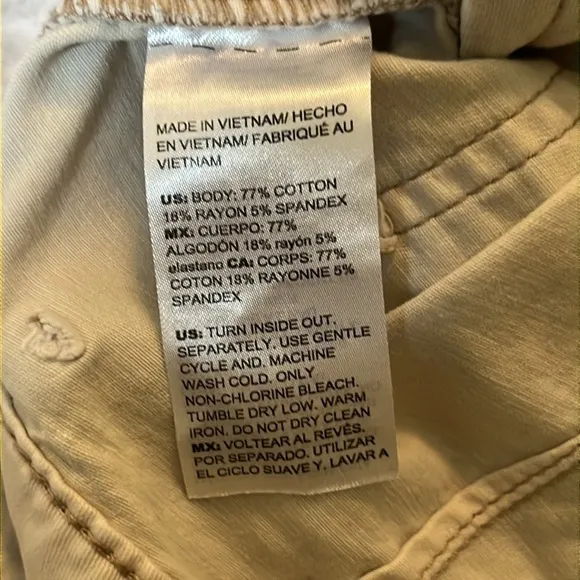 MADE IN VIETNAM/ HECHO
EN VIETNAM/ FABRIQUÉ AU
VIETNAM
US: BODY: 77% COTTON
18% RAYON 5% SPANDEX
MX: CUERPO: 77%
ALGODÓN 18% rayón 5%
elastano CA: CORPS: 77%
COTON 18% RAYONNE 5%
SPANDEX
US: TURN INSIDE OUT.
SEPARATELY. USE GENTLE
CYCLE AND. MACHINE
WASH COLD. ONLY
NON-CHLORINE BLEACH.
TUMBLE DRY LOW. WARM
IRON. DO NOT DRY CLEAN
MX: VOLTEAR AL REVÉS.
POR SEPARADO. UTILIZAR
EL CICLO SUAVE Y. LAVAR A